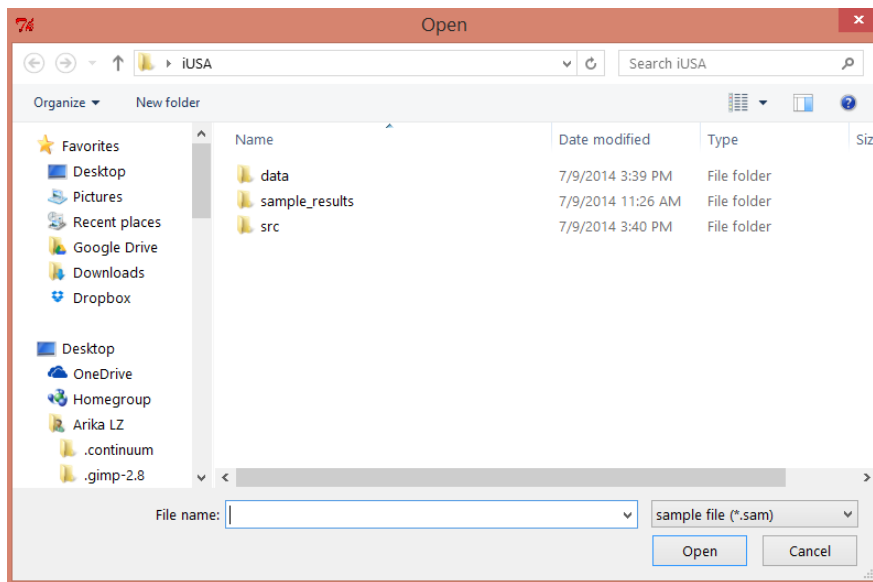 Open
iUSA
Search iUSA
Organize
New folder
Favorites
Desktop
Pictures
Recent places
Google Drive
Downloads
Dropbox
Desktop
OneDrive
Homegroup
Arika LZ
.continuum
.gimp-2.8
Name Date modified Type Siz
data 7/9/2014 3:39 PM File folder
sample_results 7/9/2014 11:26 AM File folder
src 7/9/2014 3:40 PM File folder
File name:
sample file (*.sam)
Open Cancel